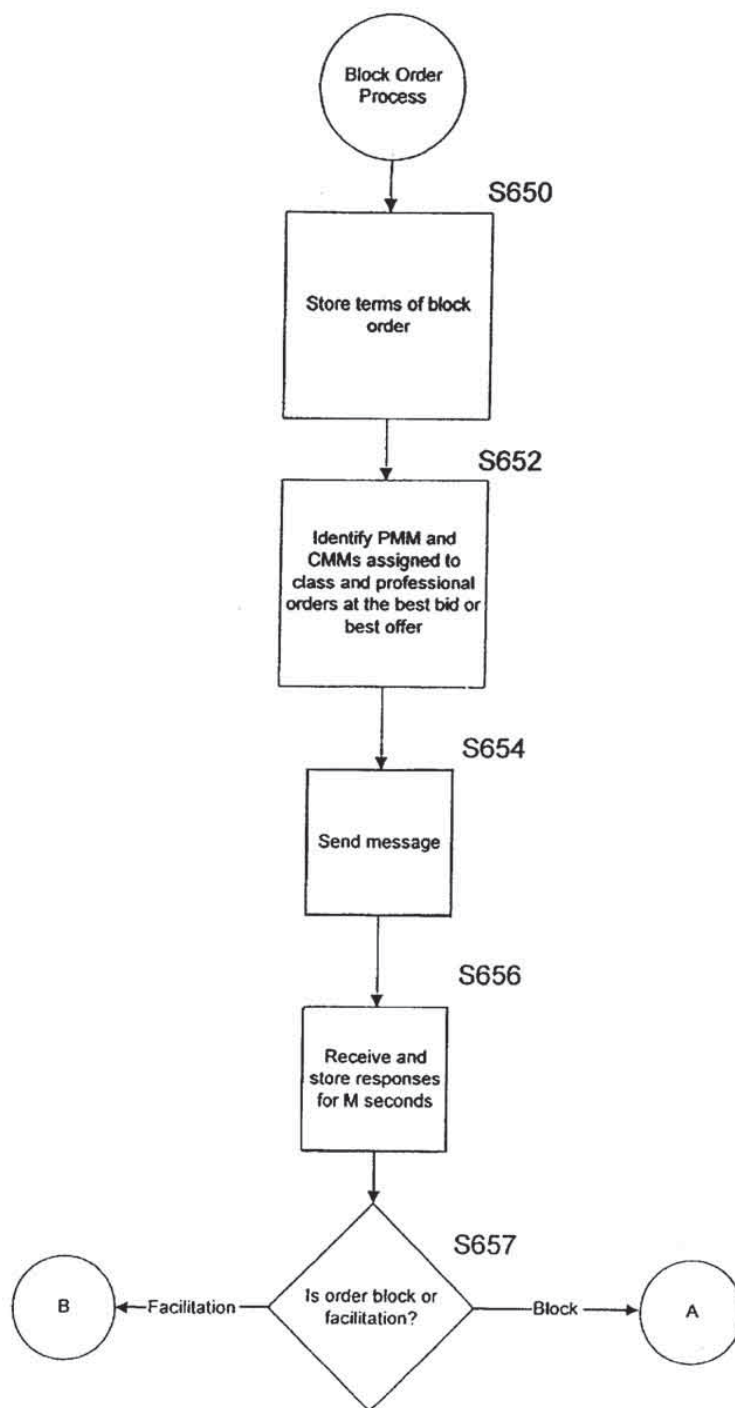 Block Order
Process
S650
Store terms of block
order
S652
Identify PMM and
CMMs assigned to
class and professional
orders at the best bid or
best offer
S654
Send message
S656
Receive and
store responses
for M seconds
S657
B
Facilitation
Is order block or
facilitation?
Block
A